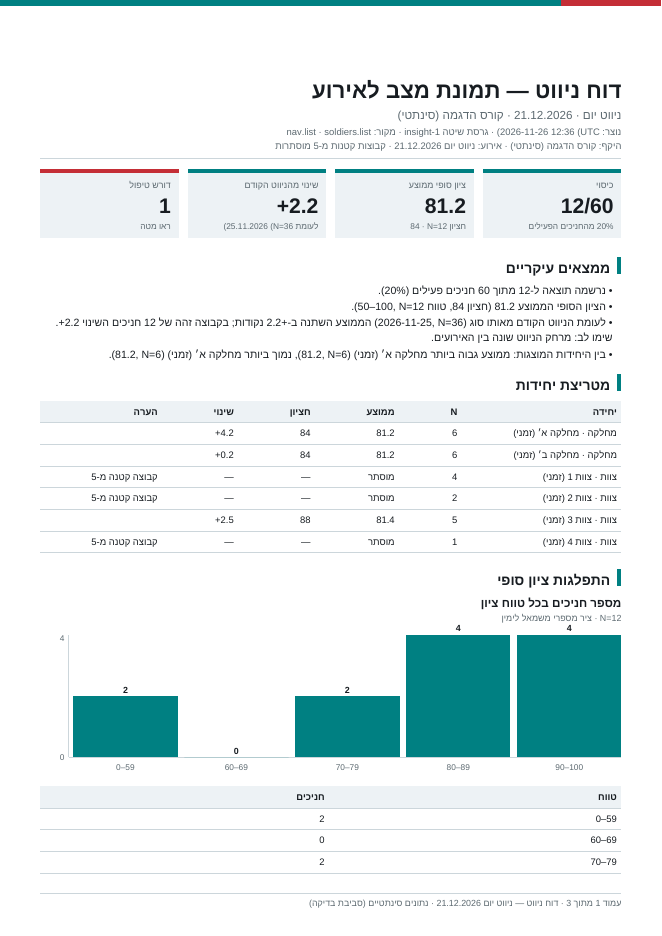 דוח ניווט — תמונת מצב לאירוע
ניווט יום · 21.12.2026 · קורס הדגמה (סינתטי)
נוצר: 2026-11-26 12:36 (UTC) · גרסת שיטה insight-1 · מקור: nav.list · soldiers.list
היקף: קורס הדגמה (סינתטי) · אירוע: ניווט יום 21.12.2026 · קבוצות קטנות מ-5 מוסתרות
כיסוי
12/60
20% מהחניכים הפעילים
ציון סופי ממוצע
81.2
חציון 84 · N=12
שינוי מהניווט הקודם
+2.2
לעומת 25.11.2026 (N=36)
דורש טיפול
1
ראו מטה
ממצאים עיקריים
• נרשמה תוצאה ל-12 מתוך 60 חניכים פעילים (20%).
• הציון הסופי הממוצע 81.2 (חציון 84, טווח 50–100, N=12).
• לעומת הניווט הקודם מאותו סוג (2026-11-25, N=36) הממוצע השתנה ב-+2.2 נקודות; בקבוצה זהה של 12 חניכים השינוי +2.2.
שימו לב: מרחק הניווט שונה בין האירועים.
• בין היחידות המוצגות: ממוצע גבוה ביותר מחלקה א׳ (זמני) (81.2, N=6), נמוך ביותר מחלקה א׳ (זמני) (81.2, N=6).
מטריצת יחידות
יחידה N ממוצע חציון שינוי הערה
מחלקה · מחלקה א׳ (זמני) 6 81.2 84 +4.2
מחלקה · מחלקה ב׳ (זמני) 6 81.2 84 +0.2
צוות · צוות 1 (זמני) 4 מוסתר — — קבוצה קטנה מ-5
צוות · צוות 2 (זמני) 2 מוסתר — — קבוצה קטנה מ-5
צוות · צוות 3 (זמני) 5 81.4 88 +2.5
צוות · צוות 4 (זמני) 1 מוסתר — — קבוצה קטנה מ-5
התפלגות ציון סופי
מספר חניכים בכל טווח ציון
N=12 · ציר מספרי משמאל לימין
4
0
2 0 2 4 4
0–59 60–69 70–79 80–89 90–100
טווח חניכים
0–59 2
60–69 0
70–79 2
עמוד 1 מתוך 3 · דוח ניווט — ניווט יום 21.12.2026 · נתונים סינתטיים (סביבת בדיקה)